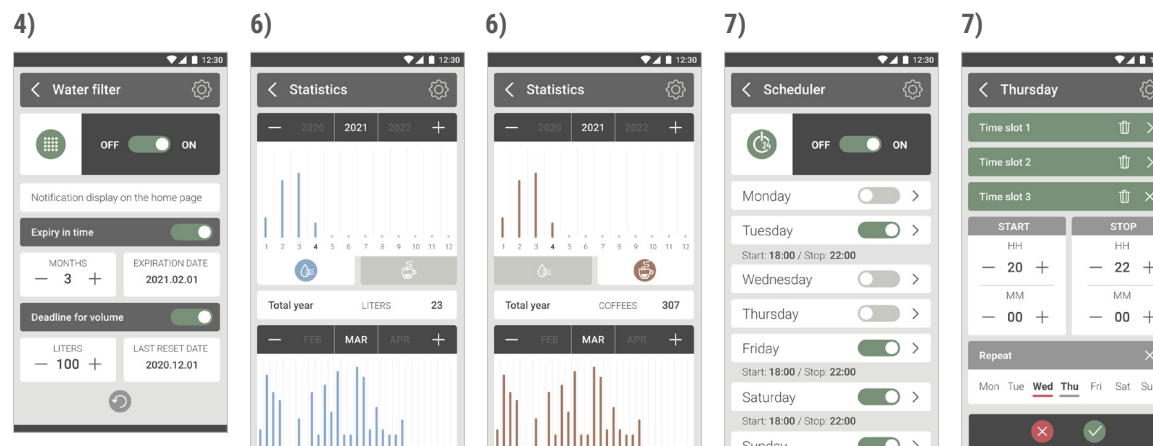 4)
12:30
Water filter
OFF ON
Notification display on the home page
Expiry in time
MONTHS
— 3 +
EXPIRATION DATE
2021.02.01
Deadline for volume
LITERS
— 100 +
LAST RESET DATE
2020.12.01
6)
12:30
Statistics
— 2020 2021 2022 +
1 2 3 4 5 6 7 8 9 10 11 12
Total year LITERS 23
— FEB MAR APR +
6)
12:30
Statistics
— 2020 2021 2022 +
1 2 3 4 5 6 7 8 9 10 11 12
Total year COFFEES 307
— FEB MAR APR +
7)
12:30
Scheduler
24
OFF ON
Monday
Tuesday
Start: 18:00 / Stop: 22:00
Wednesday
Thursday
Friday
Start: 18:00 / Stop: 22:00
Saturday
Start: 18:00 / Stop: 22:00
Sunday
7)
Thursday
Time slot 1
Time slot 2
Time slot 3
START
HH
— 20 +
MM
— 00 +
STOP
HH
— 22 +
MM
— 00 +
Repeat
Mon Tue Wed Thu Fri Sat Su